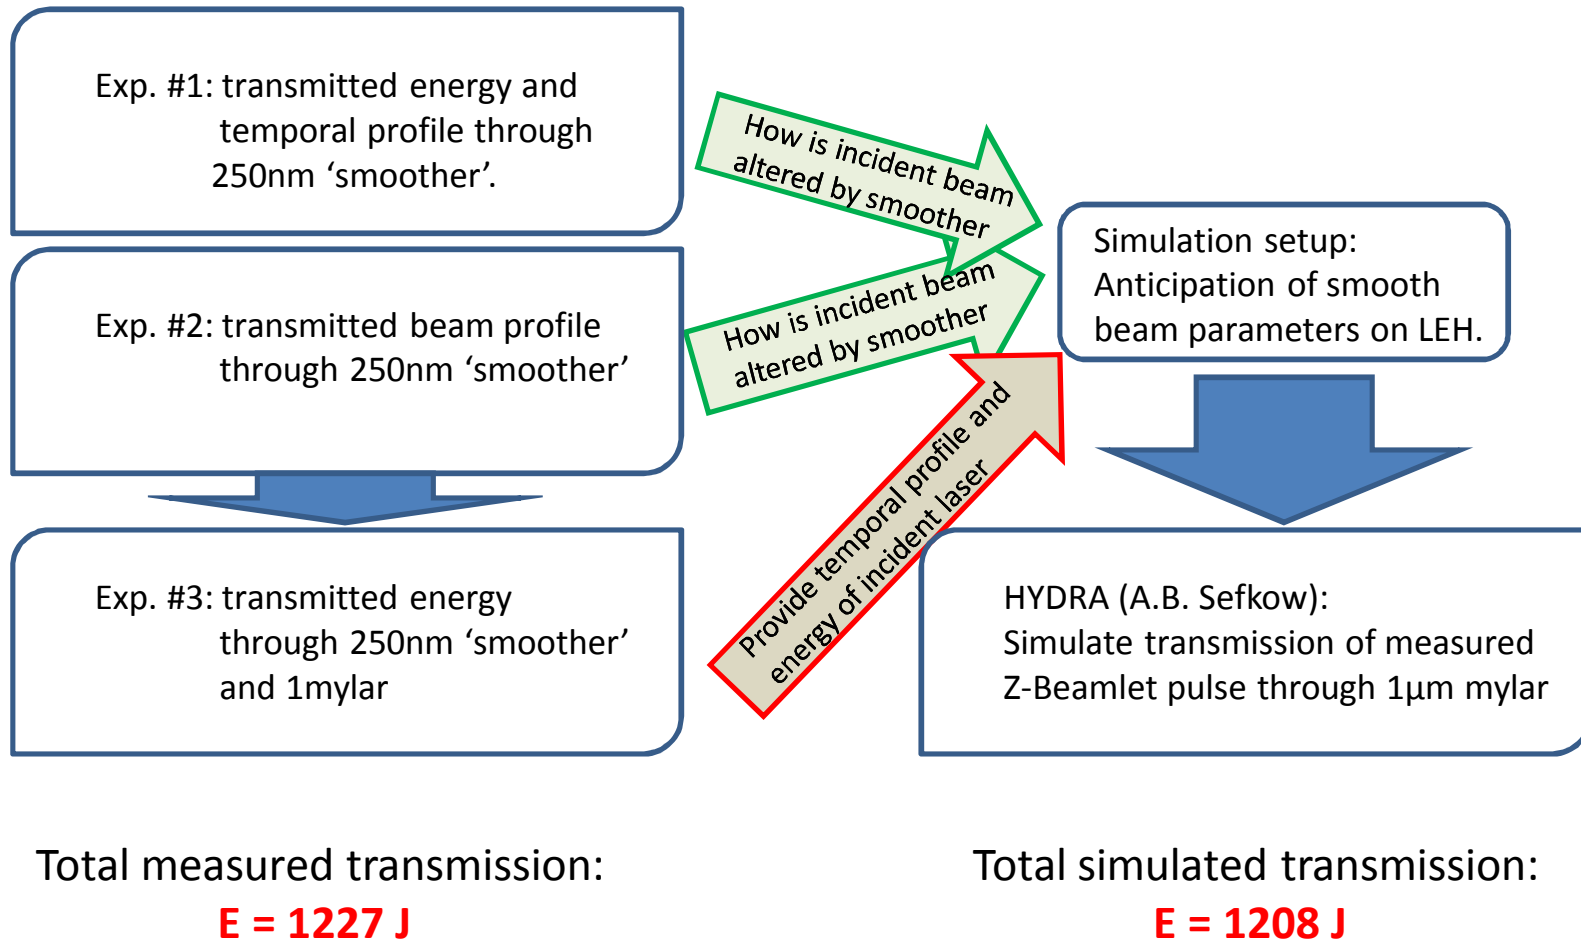 Exp. #1: transmitted energy and
temporal profile through
250nm ‘smoother’.
How is incident beam
altered by smoother
Exp. #2: transmitted beam profile
through 250nm ‘smoother’
How is incident beam
altered by smoother
Simulation setup:
Anticipation of smooth
beam parameters on LEH.
Exp. #3: transmitted energy
through 250nm ‘smoother’
and 1mylar
Provide temporal profile and
energy of incident laser
HYDRA (A.B. Sefkow):
Simulate transmission of measured
Z-Beamlet pulse through 1µm mylar
Total measured transmission:
E = 1227 J
Total simulated transmission:
E = 1208 J